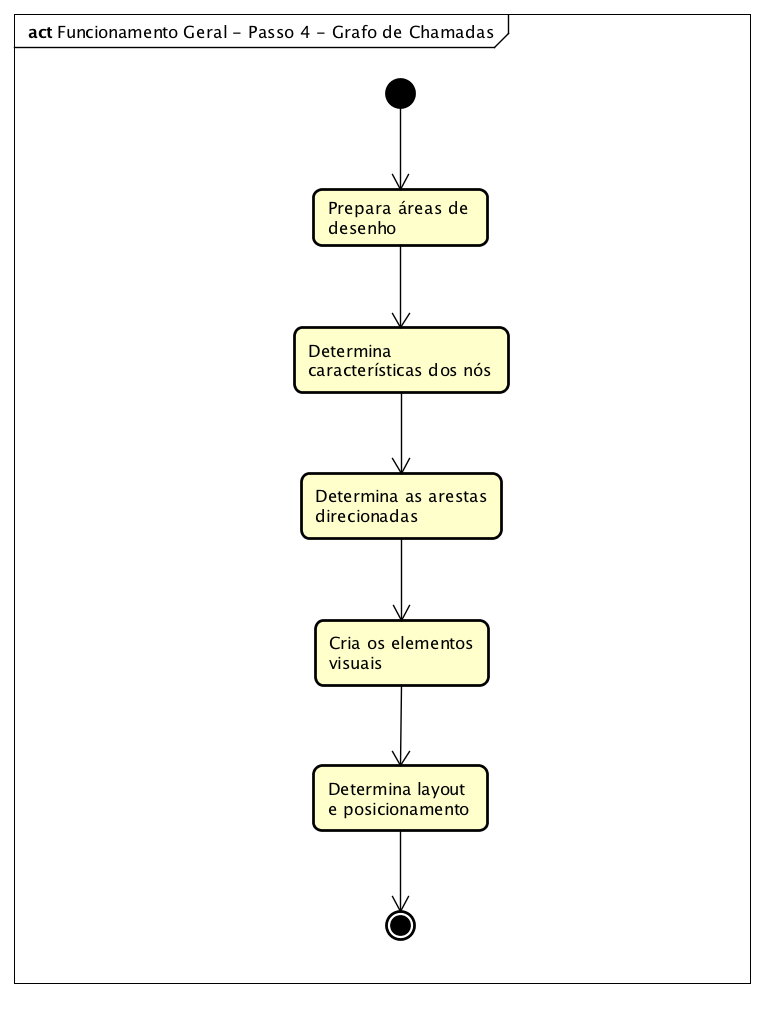 act Funcionamento Geral - Passo 4 - Grafo de Chamadas
Prepara áreas de
desenho
Determina
características dos nós
Determina as arestas
direcionadas
Cria os elementos
visuais
Determina layout
e posicionamento